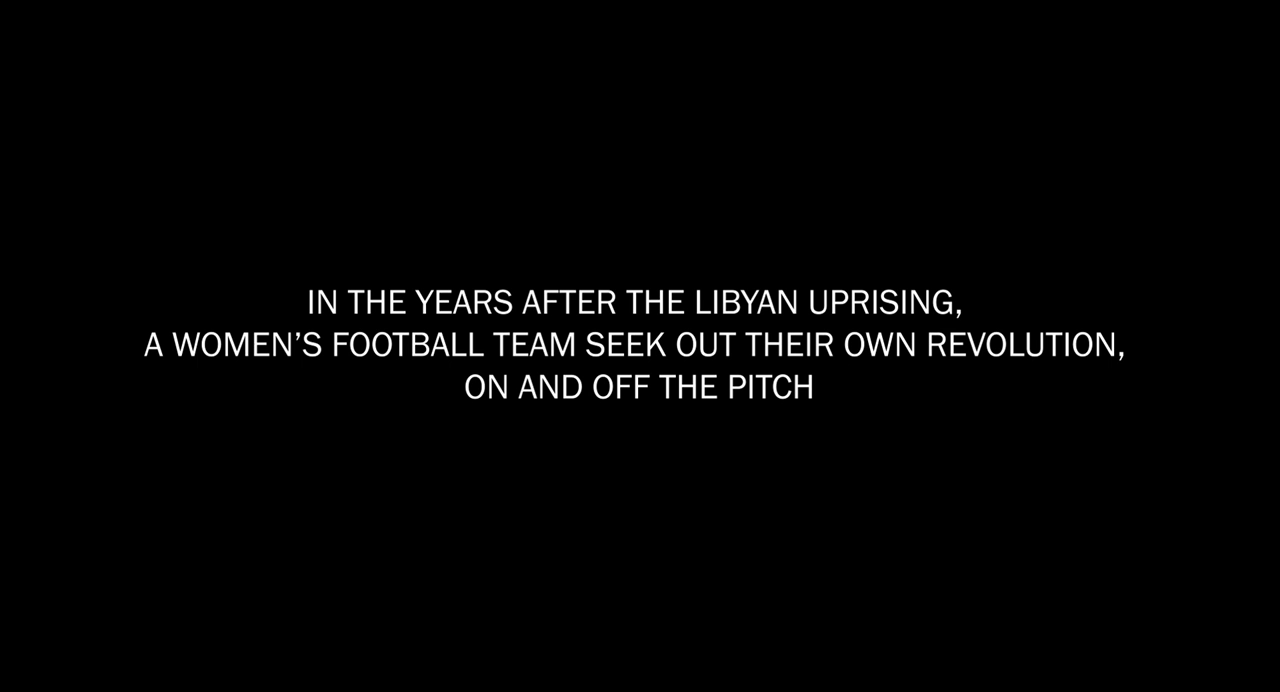 IN THE YEARS AFTER THE LIBYAN UPRISING,
A WOMEN’S FOOTBALL TEAM SEEK OUT THEIR OWN REVOLUTION,
ON AND OFF THE PITCH